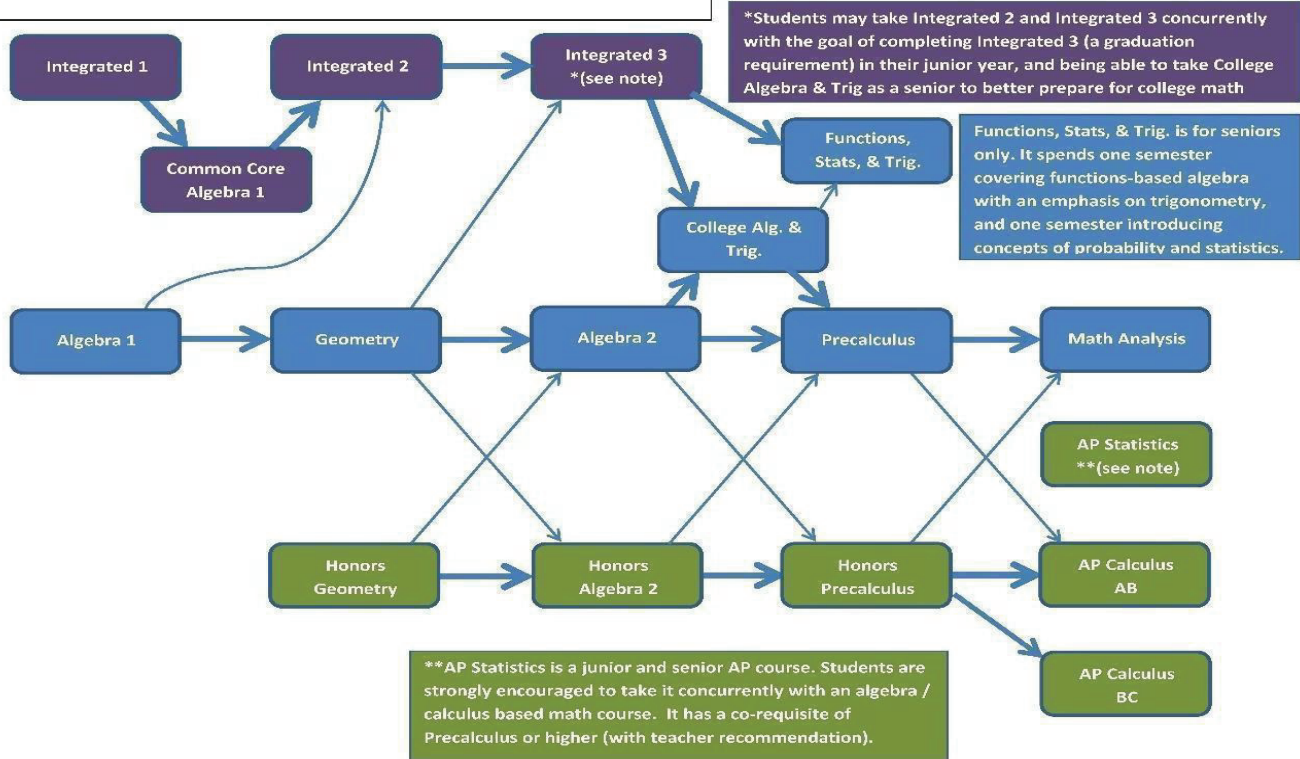 *Students may take Integrated 2 and Integrated 3 concurrently
with the goal of completing Integrated 3 (a graduation
requirement) in their junior year, and being able to take College
Algebra & Trig as a senior to better prepare for college math
Integrated 1
Integrated 2
Integrated 3
*(see note)
Common Core
Algebra 1
Functions,
Stats, & Trig.
Functions, Stats, & Trig. is for seniors
only. It spends one semester
covering functions-based algebra
with an emphasis on trigonometry,
and one semester introducing
concepts of probability and statistics.
College Alg. &
Trig.
Algebra 1
Geometry
Algebra 2
Precalculus
Math Analysis
AP Statistics
**(see note)
Honors
Geometry
Honors
Algebra 2
Honors
Precalculus
AP Calculus
AB
AP Calculus
BC
**AP Statistics is a junior and senior AP course. Students are
strongly encouraged to take it concurrently with an algebra /
calculus based math course.  It has a co-requisite of
Precalculus or higher (with teacher recommendation).